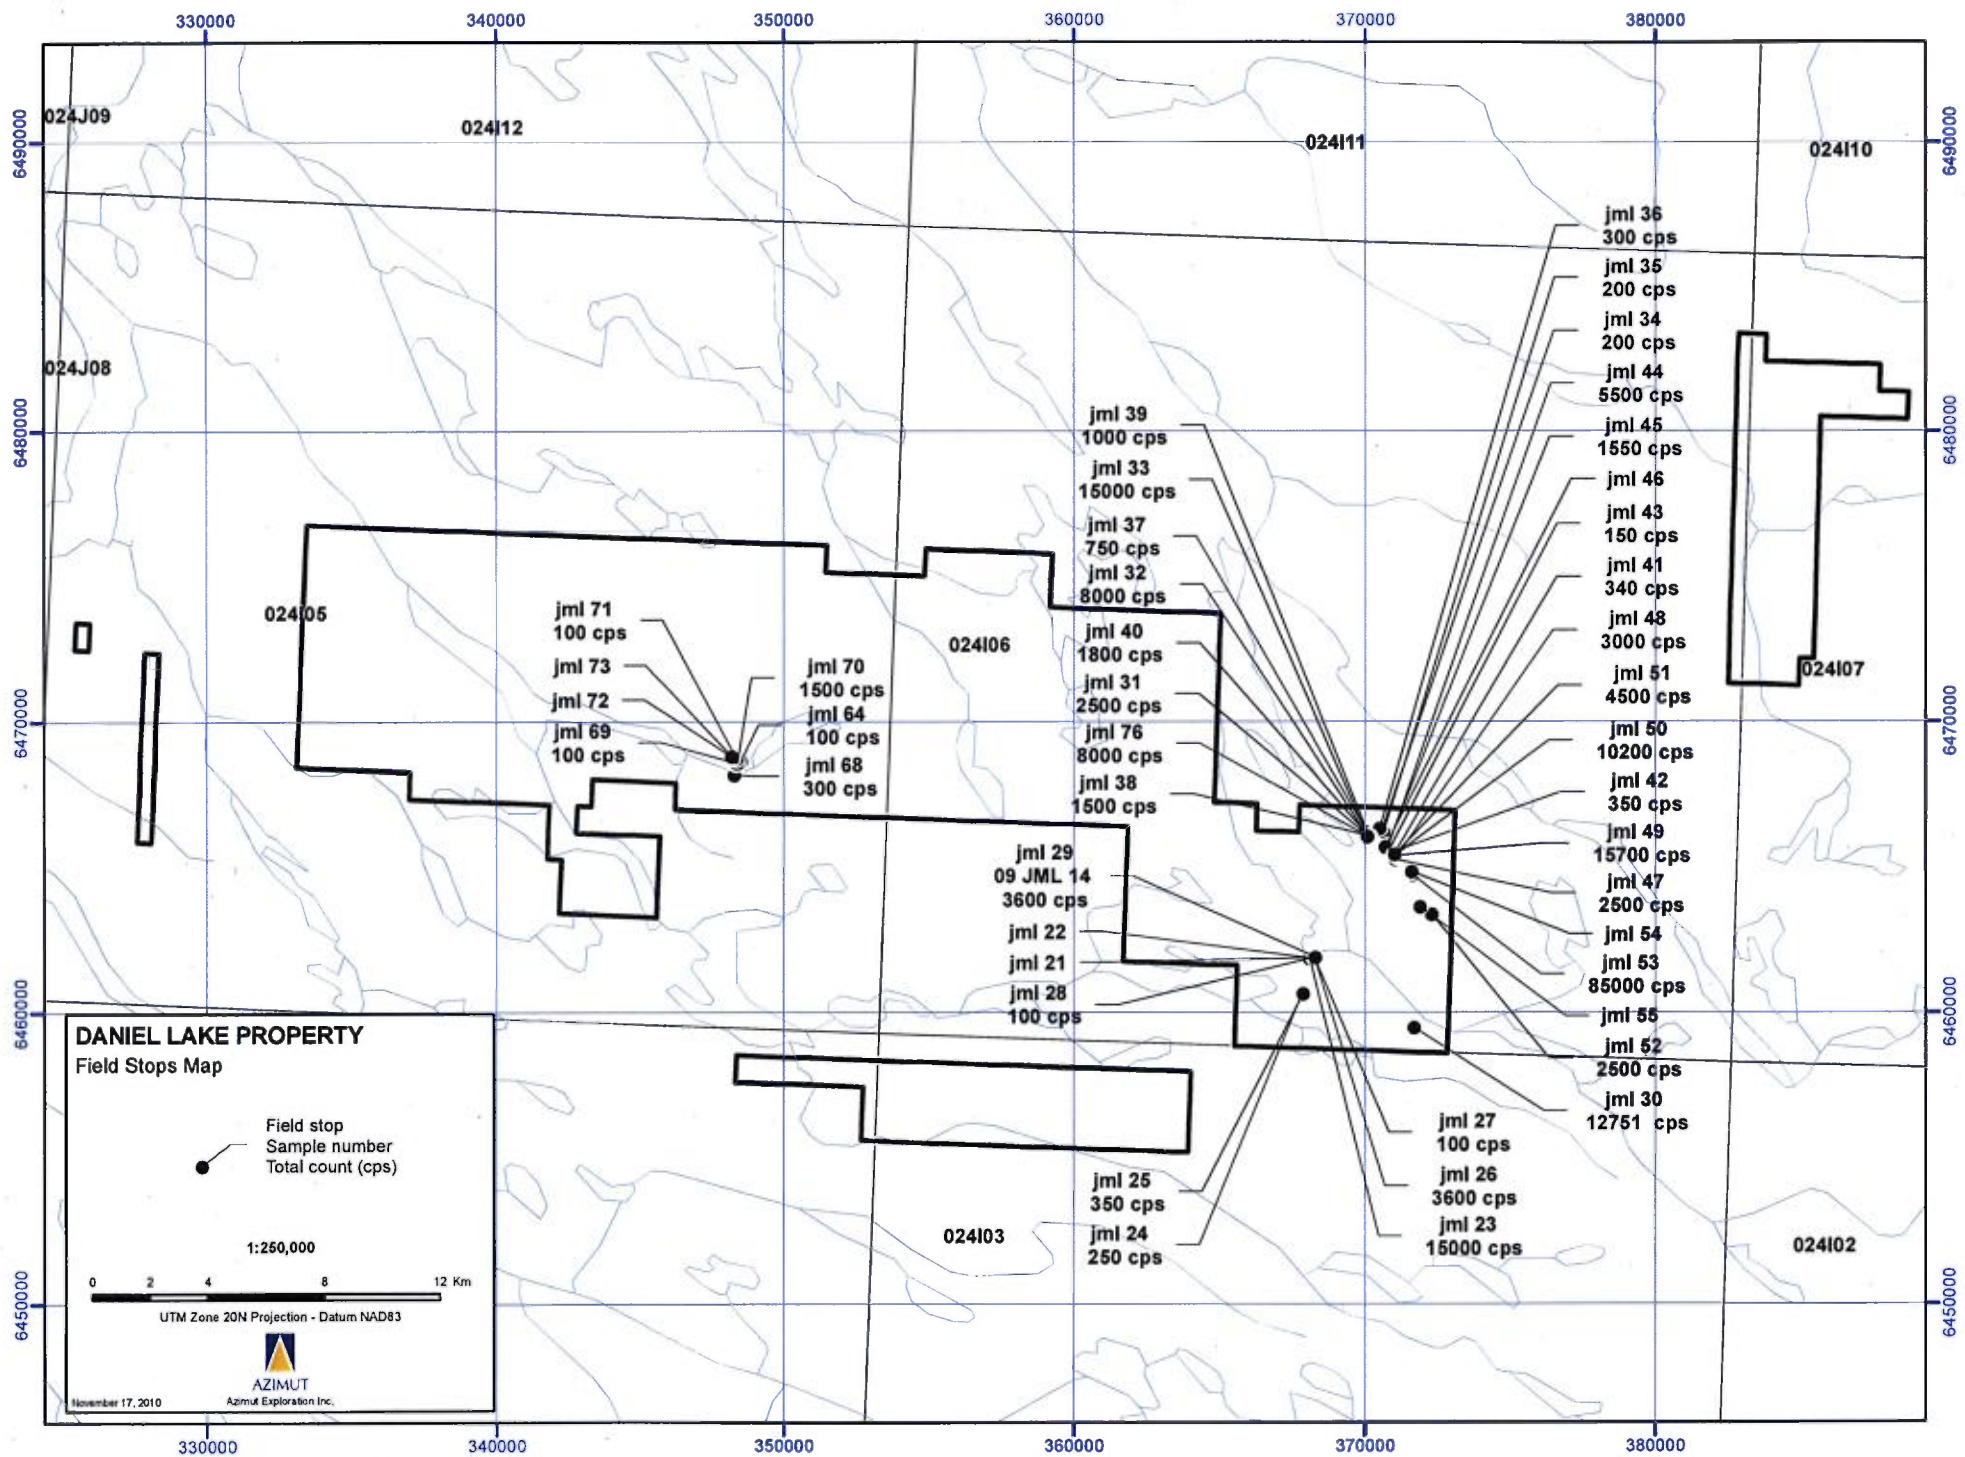 330000
340000
350000
360000
370000
380000
6490000
6480000
6470000
6460000
6450000
6490000
6480000
6470000
6460000
6450000
024J09
024I12
024I11
024I10
024J08
024I05
024I06
024I07
024I03
024I02
jml 36
300 cps
jml 35
200 cps
jml 34
200 cps
jml 44
5500 cps
jml 45
1550 cps
jml 46
jml 43
150 cps
jml 41
340 cps
jml 48
3000 cps
jml 51
4500 cps
jml 50
10200 cps
jml 42
350 cps
jml 49
15700 cps
jml 47
2500 cps
jml 54
jml 53
85000 cps
jml 55
jml 52
2500 cps
jml 30
12751 cps
jml 39
1000 cps
jml 33
15000 cps
jml 37
750 cps
jml 32
8000 cps
jml 40
1800 cps
jml 31
2500 cps
jml 76
8000 cps
jml 38
1500 cps
jml 71
100 cps
jml 73
jml 72
jml 69
100 cps
jml 70
1500 cps
jml 64
100 cps
jml 68
300 cps
jml 29
09 JML 14
3600 cps
jml 22
jml 21
jml 28
100 cps
jml 27
100 cps
jml 26
3600 cps
jml 23
15000 cps
jml 25
350 cps
jml 24
250 cps
DANIEL LAKE PROPERTY
Field Stops Map
Field stop
Sample number
Total count (cps)
1:250,000
0 2 4 8 12 Km
UTM Zone 20N Projection - Datum NAD83
AZIMUT
Azimut Exploration Inc.
November 17, 2010
330000
340000
350000
360000
370000
380000